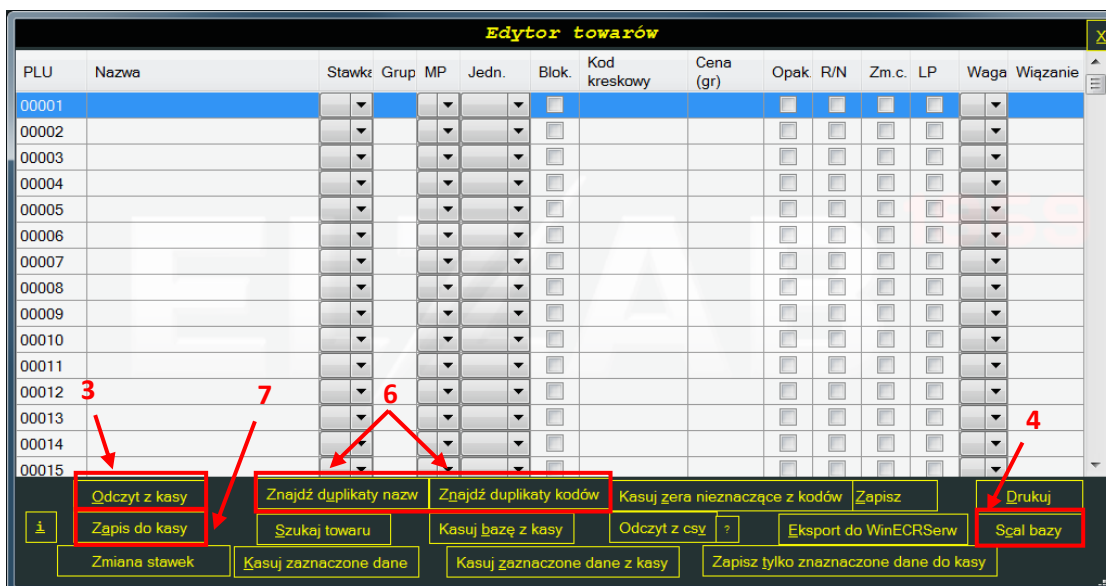 Edytor towarów
X
PLU Nazwa Stawka Grup MP Jedn. Blok. Kod kreskowy Cena (gr) Opak. R/N Zm.c. LP Waga Wiązanie
00001
00002
00003
00004
00005
00006
00007
00008
00009
00010
00011
00012
00013
00014
00015
3
7
6
4
Odczyt z kasy Znajdź duplikaty nazw Znajdź duplikaty kodów Kasuj zera nieznaczące z kodów Zapisz Drukuj
i Zapis do kasy Szukaj towaru Kasuj bazę z kasy Odczyt z csv ? Eksport do WinECRSerw Scal bazy
Zmiana stawek Kasuj zaznaczone dane Kasuj zaznaczone dane z kasy Zapisz tylko znaznaczone dane do kasy
ELZAB
1969